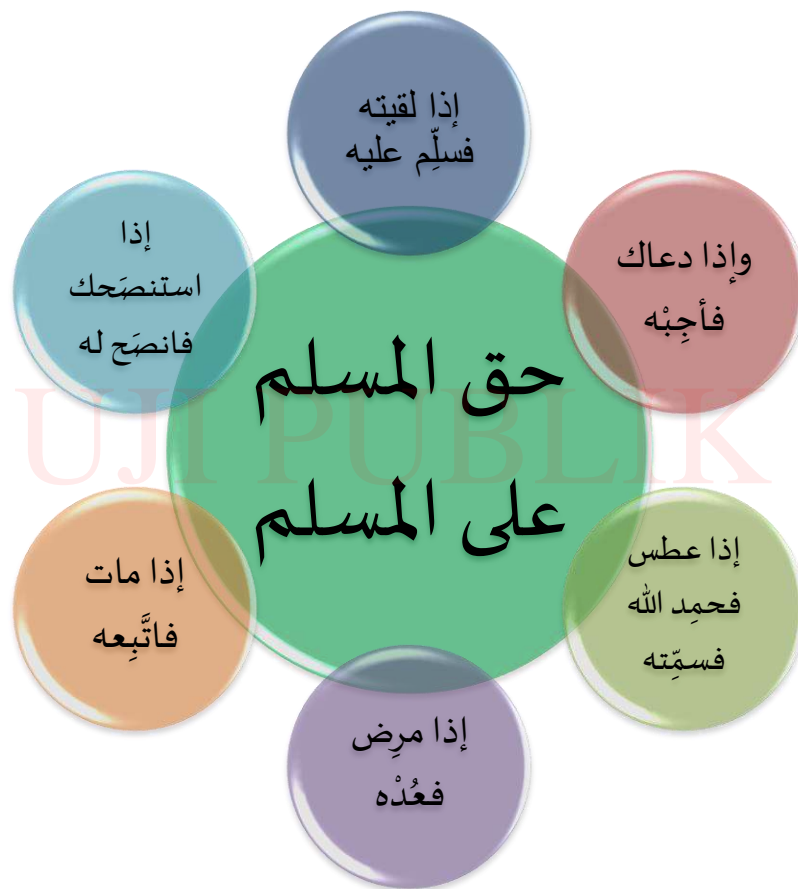 حق المسلم
على المسلم
إذا لقيته
فسلِّم عليه
وإذا دعاك
فأجِبْه
إذا عطس
فحمِد الله
فسمِّته
إذا مرِض
فعُدْه
إذا مات
فاتَّبِعه
إذا
استنصَحك
فانصَح له
UJI PUBLIK